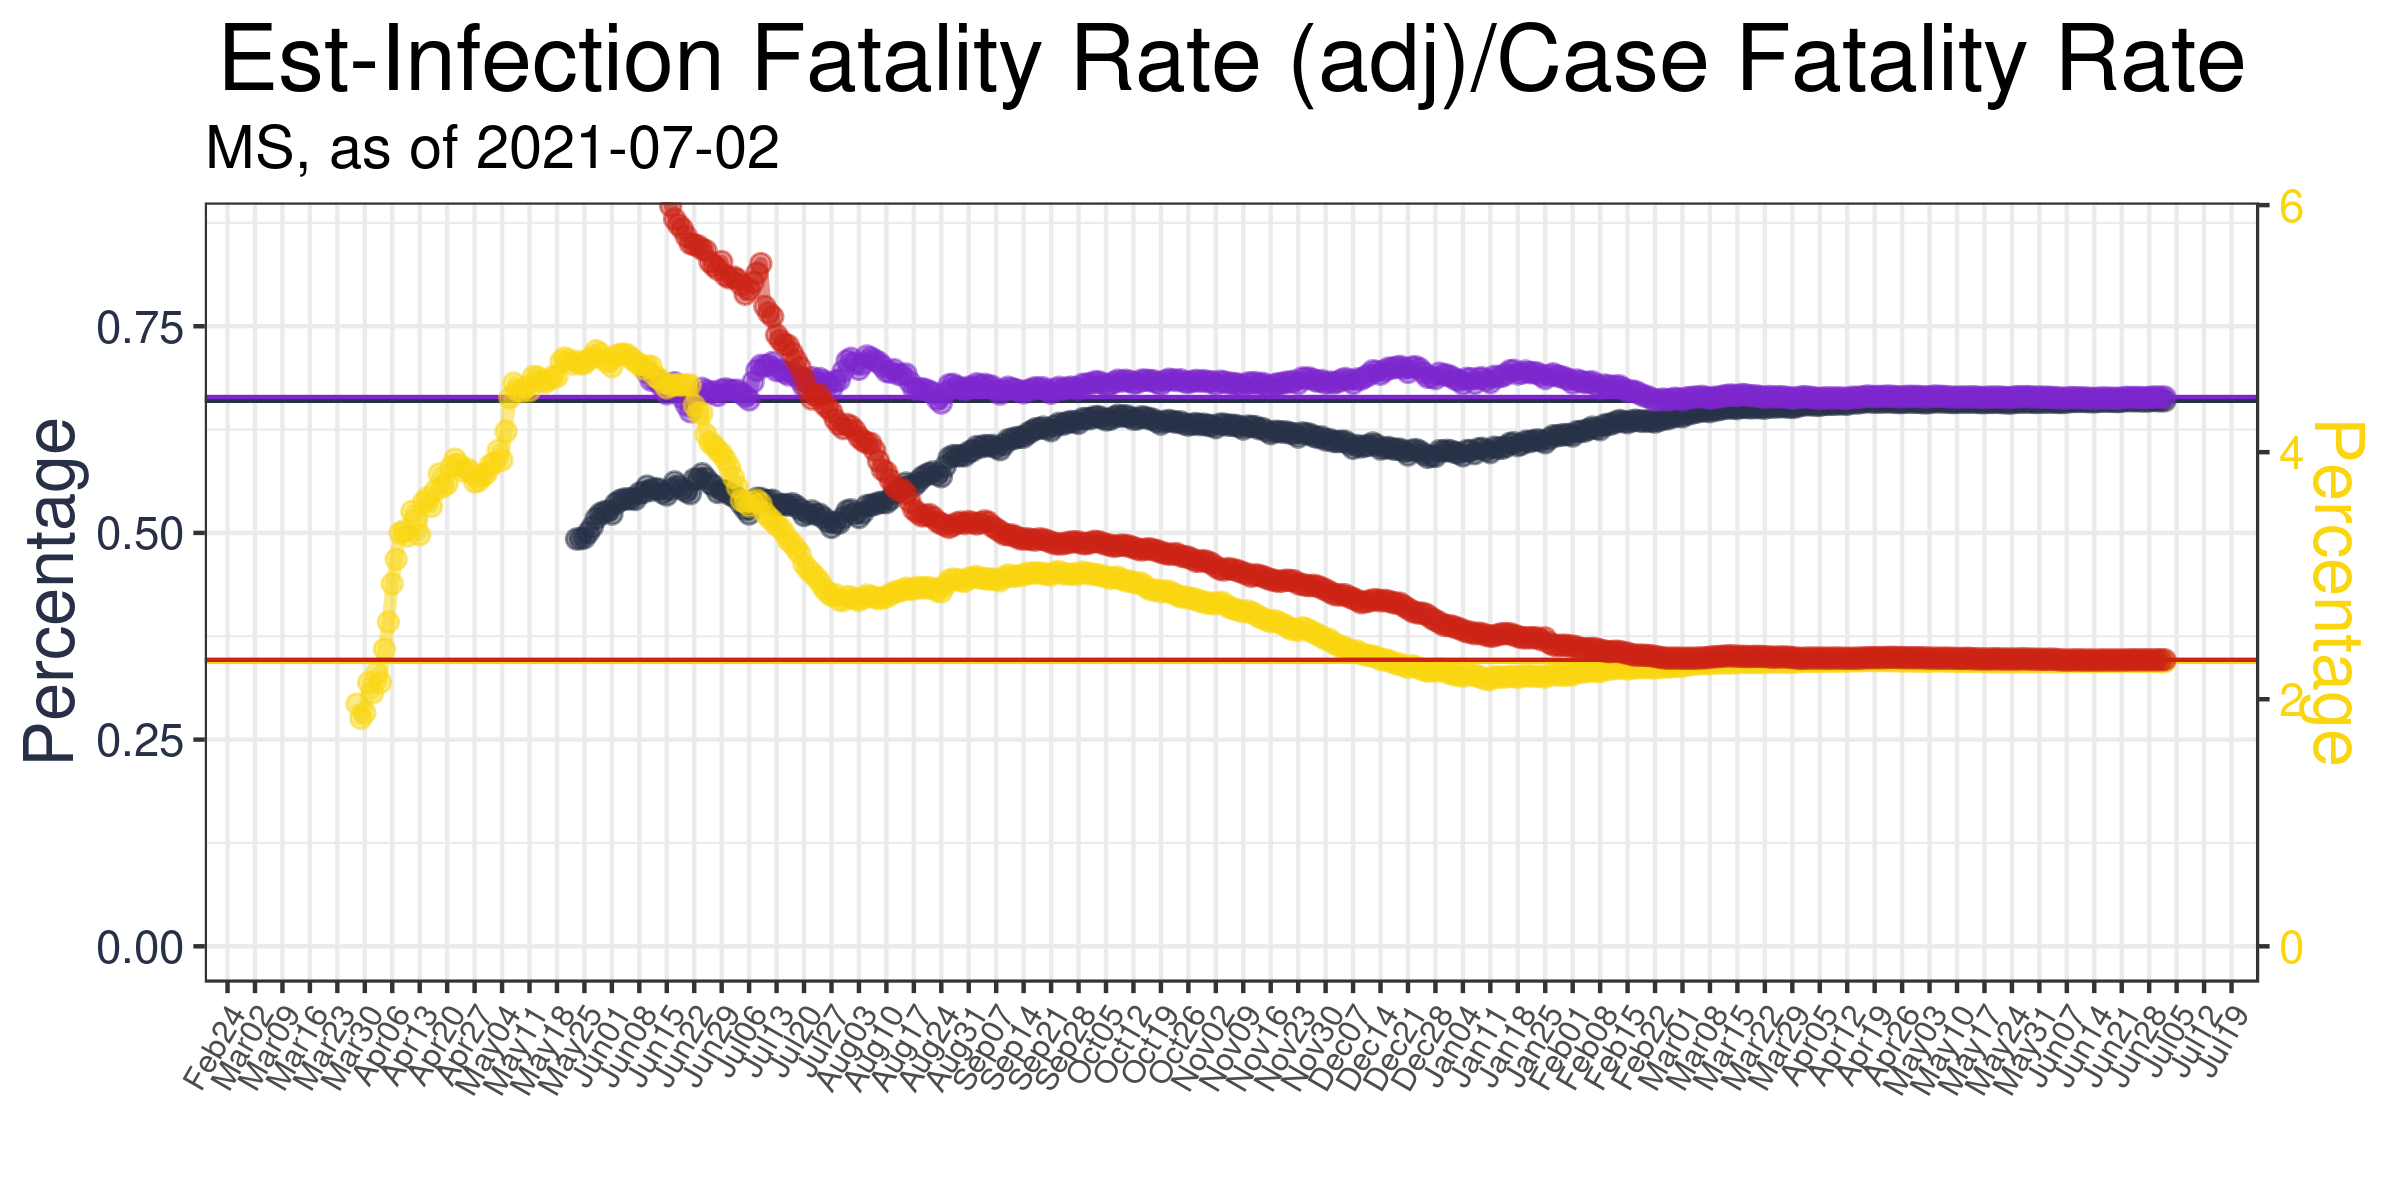 Est-Infection Fatality Rate (adj)/Case Fatality Rate
MS, as of 2021-07-02
Percentage
0.75
0.50
0.25
0.00
6
4
2
0
Percentage
Feb24
Mar02
Mar09
Mar16
Mar23
Mar30
Apr06
Apr13
Apr20
Apr27
May04
May11
May18
May25
Jun01
Jun08
Jun15
Jun22
Jun29
Jul06
Jul13
Jul20
Jul27
Aug03
Aug10
Aug17
Aug24
Aug31
Sep07
Sep14
Sep21
Sep28
Oct05
Oct12
Oct19
Oct26
Nov02
Nov09
Nov16
Nov23
Nov30
Dec07
Dec14
Dec21
Dec28
Jan04
Jan11
Jan18
Jan25
Feb01
Feb08
Feb15
Feb22
Mar01
Mar08
Mar15
Mar22
Mar29
Apr05
Apr12
Apr19
Apr26
May03
May10
May17
May24
May31
Jun07
Jun14
Jun21
Jun28
Jul05
Jul12
Jul19